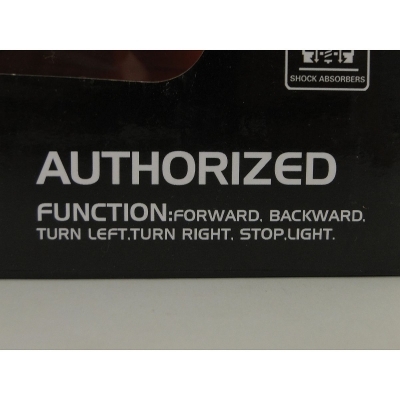 SHOCK ABSORBERS
AUTHORIZED
FUNCTION:FORWARD, BACKWARD,
TURN LEFT,TURN RIGHT, STOP,LIGHT.